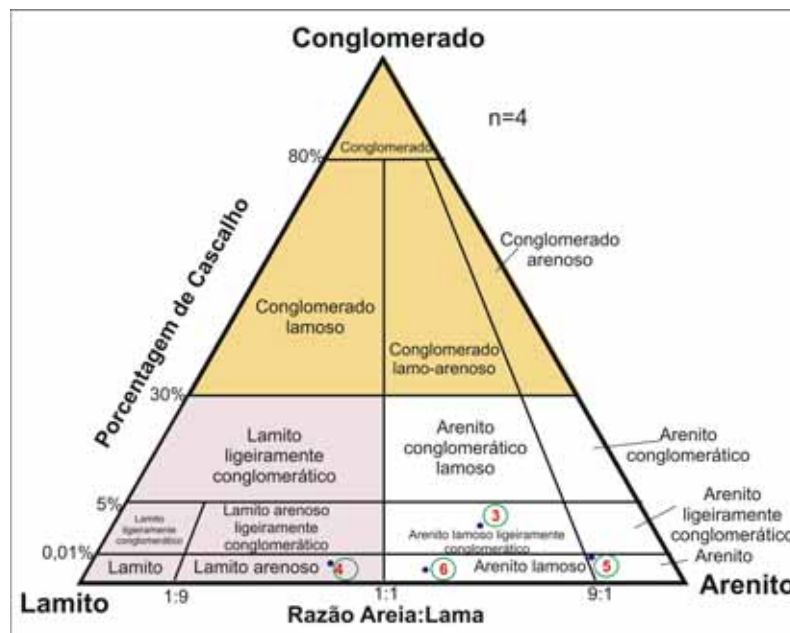 Conglomerado
n=4
Conglomerado
80%
Conglomerado
arenoso
Porcentagem de Cascalho
Conglomerado
lamoso
Conglomerado
lamo-arenoso
30%
Lamito
ligeiramente
conglomerático
Arenito
conglomerático
lamoso
Arenito
conglomerático
5%
Lamito
ligeiramente
conglomerático
Lamito arenoso
ligeiramente
conglomerático
3
Arenito lamoso ligeiramente
conglomerático
Arenito
ligeiramente
conglomerático
0,01%
Lamito
Lamito arenoso
4
6
Arenito lamoso
5
Arenito
Lamito
1:9
1:1
9:1
Arenito
Razão Areia:Lama